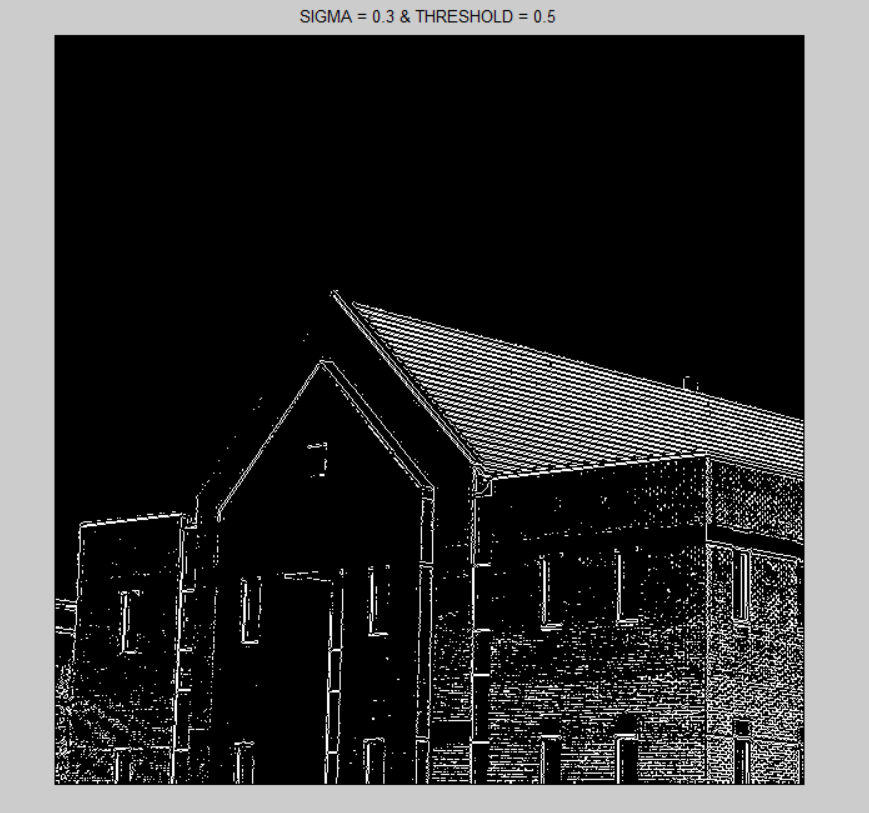 SIGMA = 0.3 & THRESHOLD = 0.5